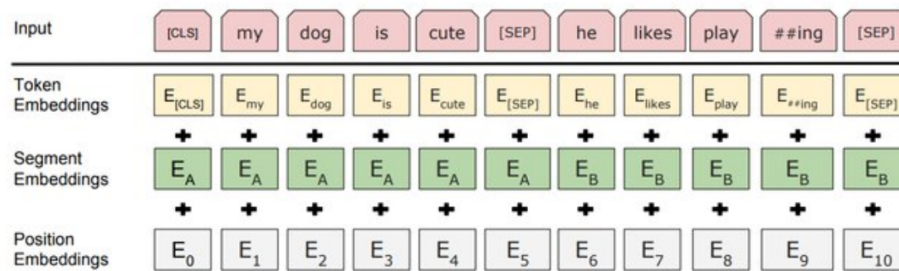 Input [CLS] my dog is cute [SEP] he likes play ##ing [SEP]
Token
Embeddings E[CLS] Emy Edog Eis Ecute E[SEP] Ehe Elikes Eplay E##ing E[SEP]
+ + + + + + + + + + +
Segment
Embeddings EA EA EA EA EA EA EB EB EB EB EB
+ + + + + + + + + + +
Position
Embeddings E0 E1 E2 E3 E4 E5 E6 E7 E8 E9 E10